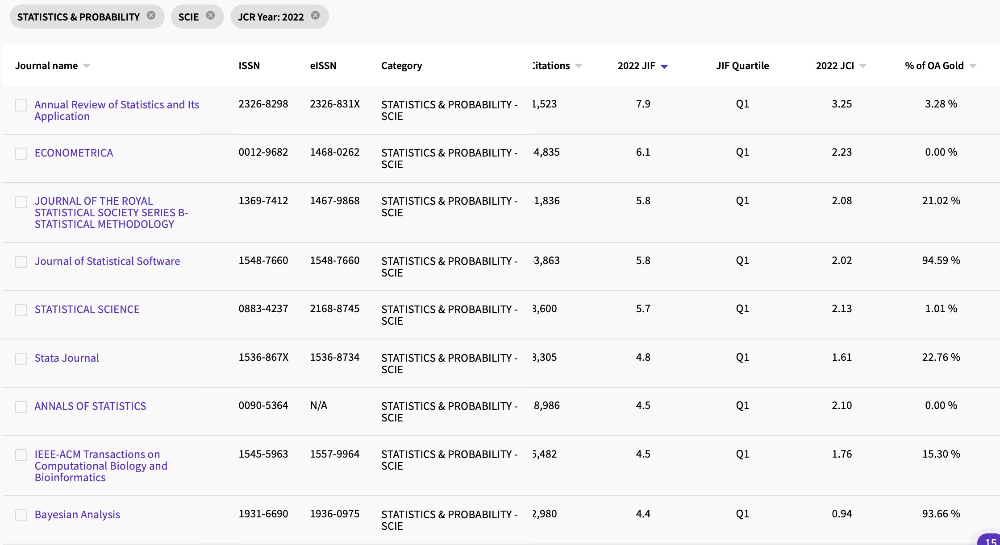 STATISTICS & PROBABILITY SCIE JCR Year: 2022
Journal name ISSN eISSN Category Citations 2022 JIF JIF Quartile 2022 JCI % of OA Gold
Annual Review of Statistics and Its 2326-8298 2326-831X STATISTICS & PROBABILITY - 1,523 7.9 Q1 3.25 3.28 %
Application SCIE
ECONOMETRICA 0012-9682 1468-0262 STATISTICS & PROBABILITY - 4,835 6.1 Q1 2.23 0.00 %
SCIE
JOURNAL OF THE ROYAL 1369-7412 1467-9868 STATISTICS & PROBABILITY - 1,836 5.8 Q1 2.08 21.02 %
STATISTICAL SOCIETY SERIES B- SCIE
STATISTICAL METHODOLOGY
Journal of Statistical Software 1548-7660 1548-7660 STATISTICS & PROBABILITY - 3,863 5.8 Q1 2.02 94.59 %
SCIE
STATISTICAL SCIENCE 0883-4237 2168-8745 STATISTICS & PROBABILITY - 5.7 Q1 2.13 1.01 %
SCIE
Stata Journal 1536-867X 1536-8734 STATISTICS & PROBABILITY - 4.8 Q1 1.61 22.76 %
SCIE
ANNALS OF STATISTICS 0090-5364 N/A STATISTICS & PROBABILITY - 8,986 4.5 Q1 2.10 0.00 %
SCIE
IEEE-ACM Transactions on 1545-5963 1557-9964 STATISTICS & PROBABILITY - 4.5 Q1 1.76 15.30 %
Computational Biology and SCIE
Bioinformatics
Bayesian Analysis 1931-6690 1936-0975 STATISTICS & PROBABILITY - 2,980 4.4 Q1 0.94 93.66 %
SCIE
15